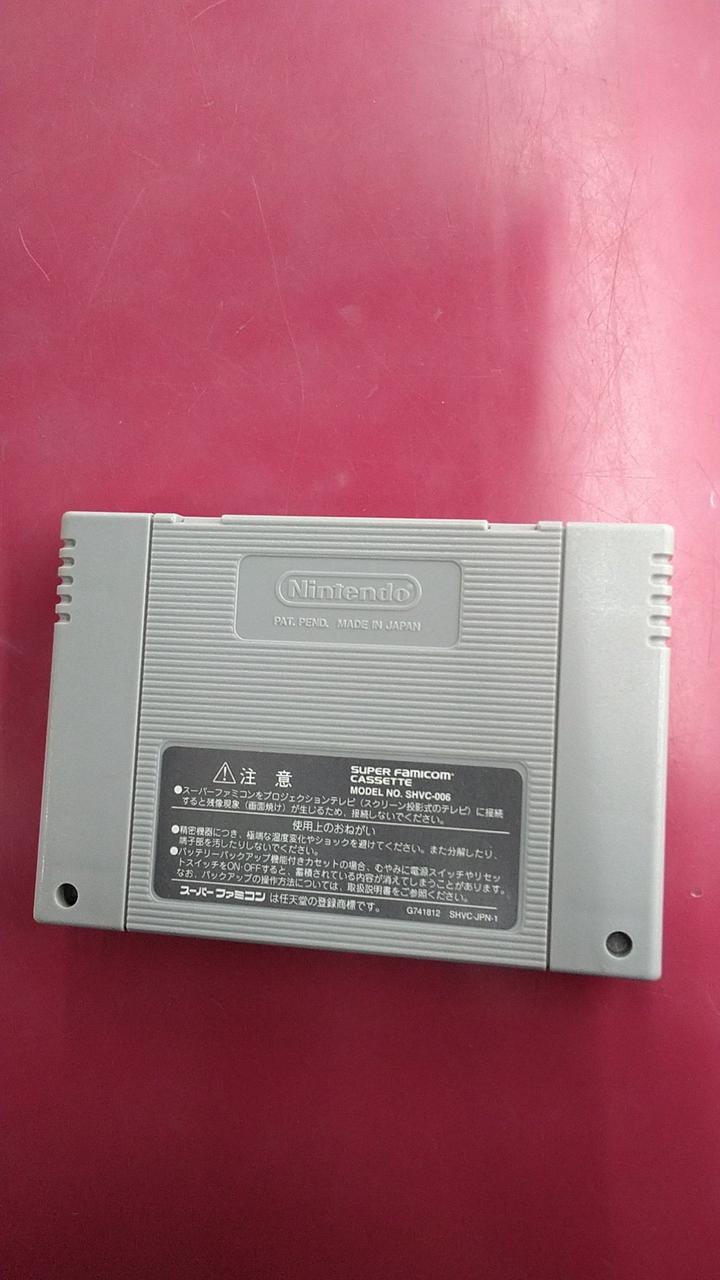 Nintendo
PAT. PEND. MADE IN JAPAN
注意
SUPER Famicom
CASSETTE
MODEL NO. SHVC-006
●スーパーファミコンをプロジェクションテレビ（スクリーン投影式のテレビ）に接続
すると残像現象（画面焼け）が生じるため、接続しないでください。
使用上のおねがい
●精密機器につき、極端な温度変化やショックを避けてください。また分解したり、
端子部を汚したりしないでください。
●バッテリーバックアップ機能付きカセットの場合、むやみに電源スイッチやリセッ
トスイッチをON・OFFすると、蓄積されている内容が消えてしまうことがあります。
なお、バックアップの操作方法については、取扱説明書をご参照ください。
スーパーファミコン は任天堂の登録商標です。
G741812 SHVC-JPN-1